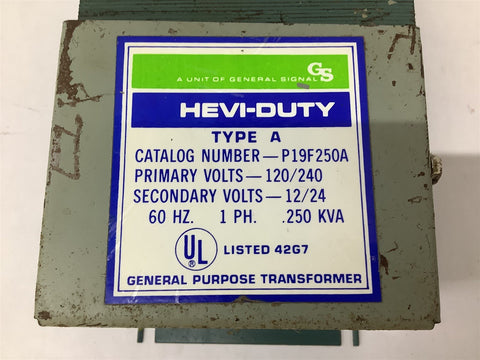 GS
A UNIT OF GENERAL SIGNAL
HEVI-DUTY
TYPE A
CATALOG NUMBER—P19F250A
PRIMARY VOLTS—120/240
SECONDARY VOLTS—12/24
60 HZ. 1 PH. .250 KVA
UL ® LISTED 42G7
GENERAL PURPOSE TRANSFORMER